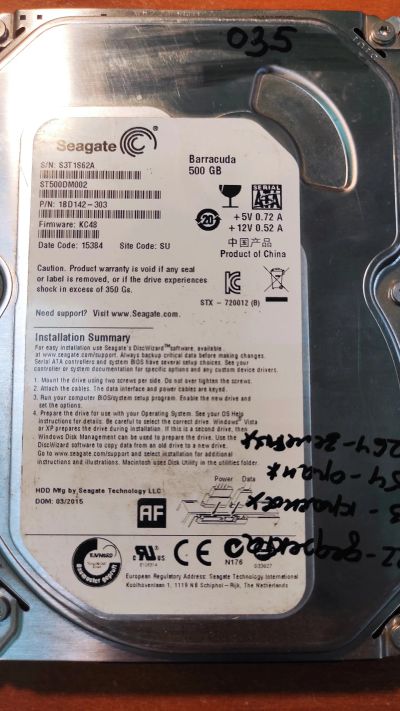 035
Seagate
S/N: S3T1S62A
Barracuda
500 GB
ST500DM002
P/N: 1BD142-303
Firmware: KC48
Date Code: 15384 Site Code: SU
SERIAL
ATA
20
+5V 0.72 A
+12V 0.52 A
中国产品
Product of China
Caution. Product warranty is void if any seal
or label is removed, or if the drive experiences
shock in excess of 350 Gs.
STX - 720012 (B)
Need support? Visit www.Seagate.com.
Installation Summary
For easy installation use Seagate's DiscWizard™ software, available
at www.seagate.com/support. Always backup critical data before making changes.
Serial ATA controllers and system BIOS have several setup choices. See your
controller or system documentation for specific options and any custom device drivers.
1. Mount the drive using two screws per side. Do not over tighten the screws.
2. Attach the cables. The data interface and power cables are keyed.
3. Run your computer BIOS/system setup program. Enable the new drive and
set the options.
4. Prepare the drive for use with your Operating System. See your OS Help
instructions for details. Be careful to select the correct drive. Windows® Vista
or XP prepares the drive during installation. If this is a second drive, then
Windows Disk Management can be used to prepare the drive. Use the
DiscWizard software to copy data from an old drive to a new drive.
Go to www.seagate.com/support and select installation for additional
instructions and illustrations. Macintosh uses Disk Utility in the utilities folder.
Power Data
HDD Mfg by Seagate Technology LLC
DOM: 03/2015
AF
US
N176
European Regulatory Address: Seagate Technology International
Koolhovenlaan 1, 1119 NB Schiphol - Rijk, The Netherlands